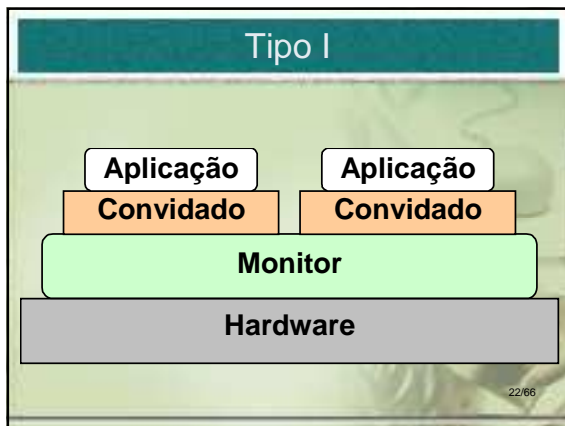 Tipo I
Aplicação Aplicação
Convidado Convidado
Monitor
Hardware
22/66